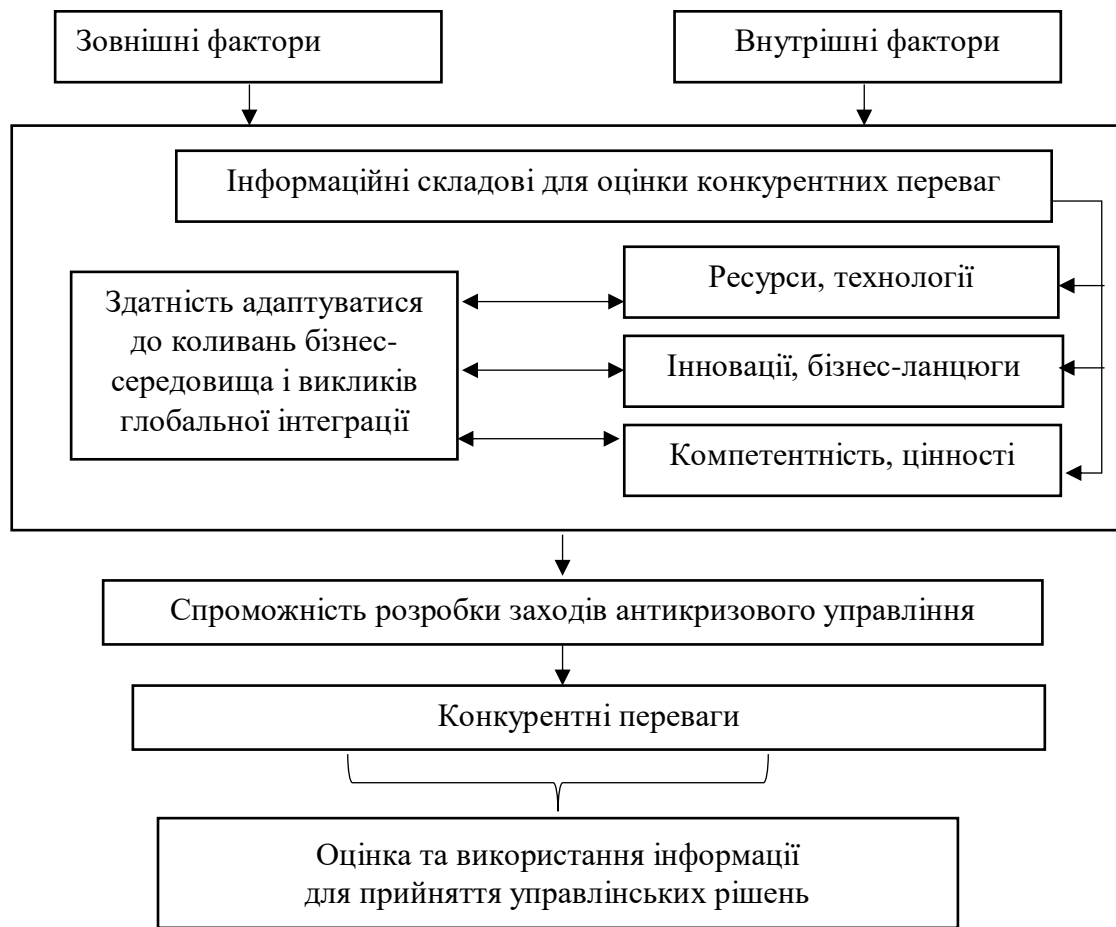 Зовнішні фактори
Внутрішні фактори
Інформаційні складові для оцінки конкурентних переваг
Здатність адаптуватися
до коливань бізнес-
середовища і викликів
глобальної інтеграції
Ресурси, технології
Інновації, бізнес-ланцюги
Компетентність, цінності
Спроможність розробки заходів антикризового управління
Конкурентні переваги
Оцінка та використання інформації
для прийняття управлінських рішень